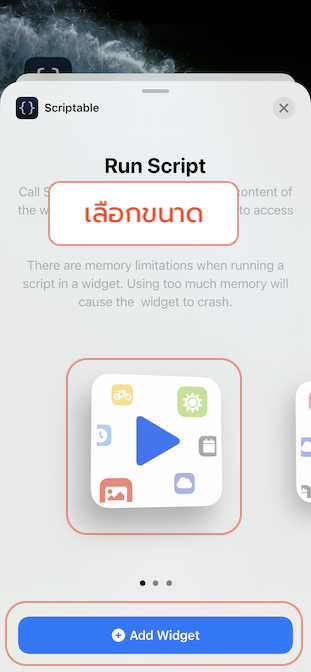 Scriptable
Run Script
Call S
content of
เลือกขนาด
the w
to access
There are memory limitations when running a
script in a widget. Using too much memory will
cause the widget to crash.
Add Widget